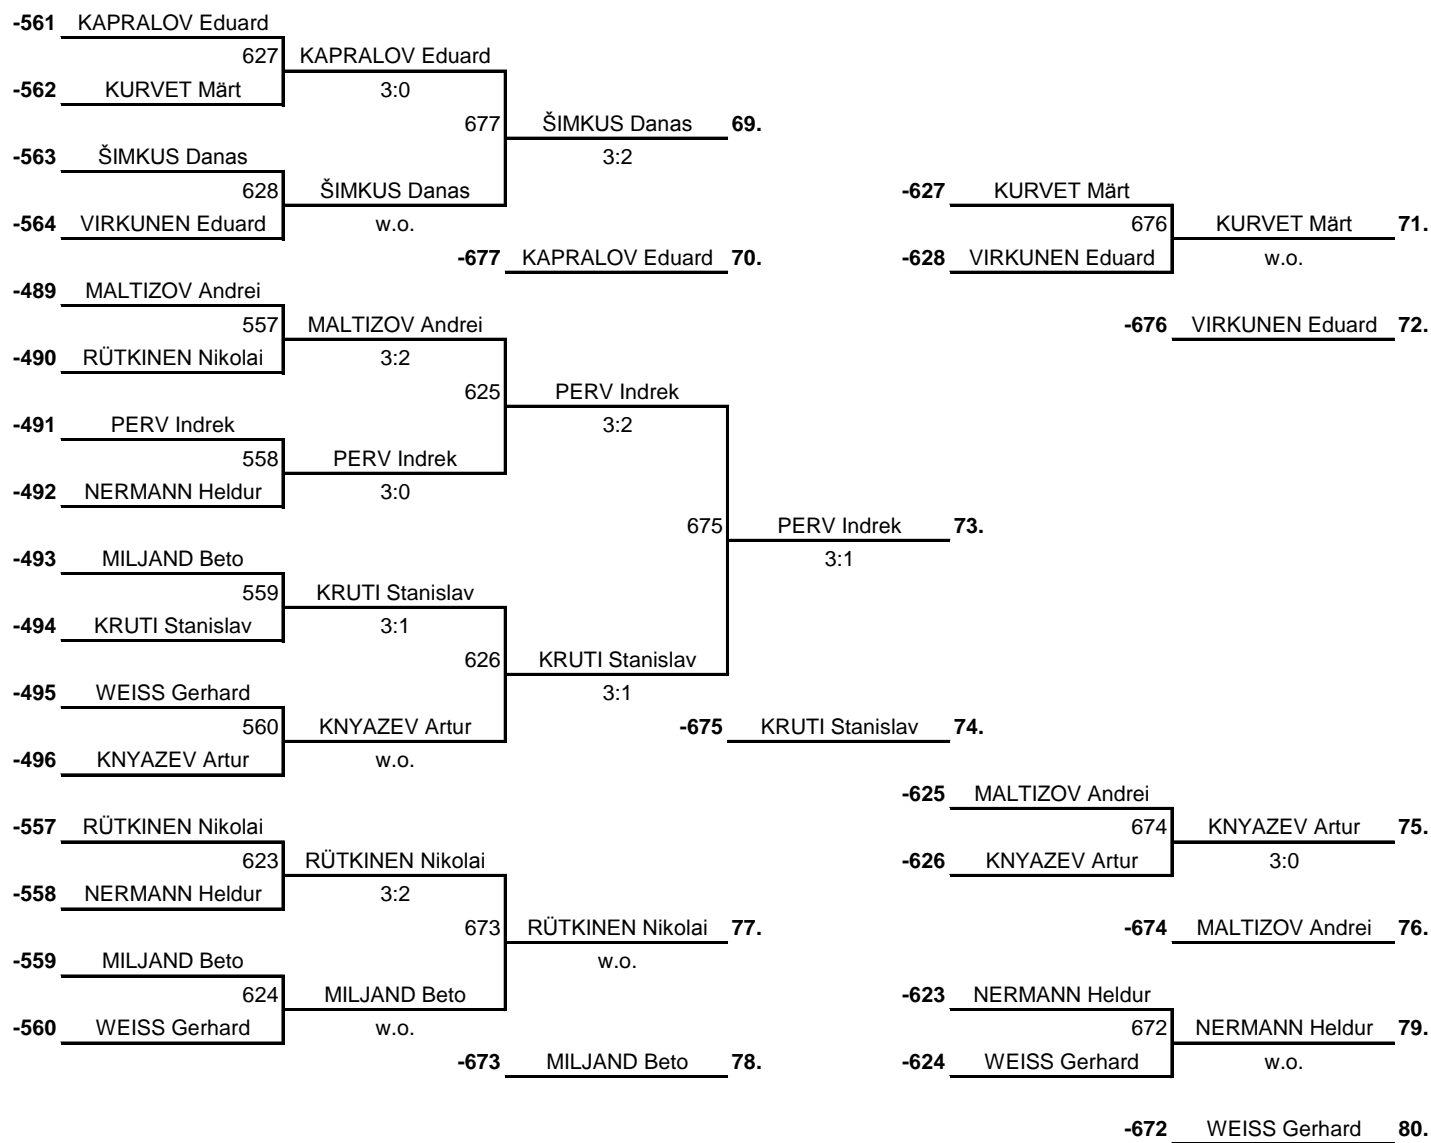 -561 KAPRALOV Eduard
627 KAPRALOV Eduard
-562 KURVET Märt 3:0
677 ŠIMKUS Danas 69.
-563 ŠIMKUS Danas 3:2
628 ŠIMKUS Danas -627 KURVET Märt
-564 VIRKUNEN Eduard w.o. 676 KURVET Märt 71.
-677 KAPRALOV Eduard 70. -628 VIRKUNEN Eduard w.o.
-489 MALTIZOV Andrei
557 MALTIZOV Andrei -676 VIRKUNEN Eduard 72.
-490 RÜTKINEN Nikolai 3:2
625 PERV Indrek
-491 PERV Indrek 3:2
558 PERV Indrek
-492 NERMANN Heldur 3:0
675 PERV Indrek 73.
-493 MILJAND Beto 3:1
559 KRUTI Stanislav
-494 KRUTI Stanislav 3:1
626 KRUTI Stanislav
-495 WEISS Gerhard 3:1
560 KNYAZEV Artur -675 KRUTI Stanislav 74.
-496 KNYAZEV Artur w.o.
-625 MALTIZOV Andrei
-557 RÜTKINEN Nikolai 674 KNYAZEV Artur 75.
623 RÜTKINEN Nikolai -626 KNYAZEV Artur 3:0
-558 NERMANN Heldur 3:2
673 RÜTKINEN Nikolai 77. -674 MALTIZOV Andrei 76.
-559 MILJAND Beto w.o.
624 MILJAND Beto -623 NERMANN Heldur
-560 WEISS Gerhard w.o. 672 NERMANN Heldur 79.
-673 MILJAND Beto 78. -624 WEISS Gerhard w.o.
-672 WEISS Gerhard 80.